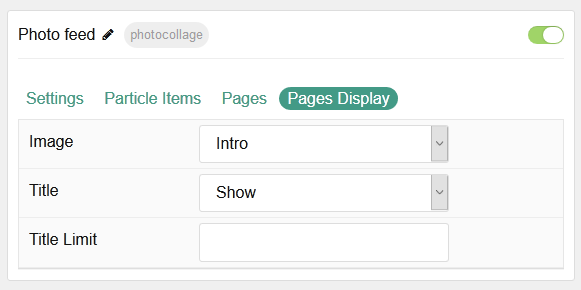 Photo feed photocollage
Settings Particle Items Pages Pages Display
Image Intro
Title Show
Title Limit